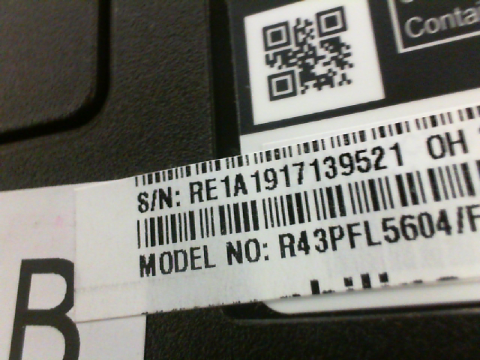 Contai
S/N: RE1A1917139521 OH
MODEL NO: R43PFL5604/F
B